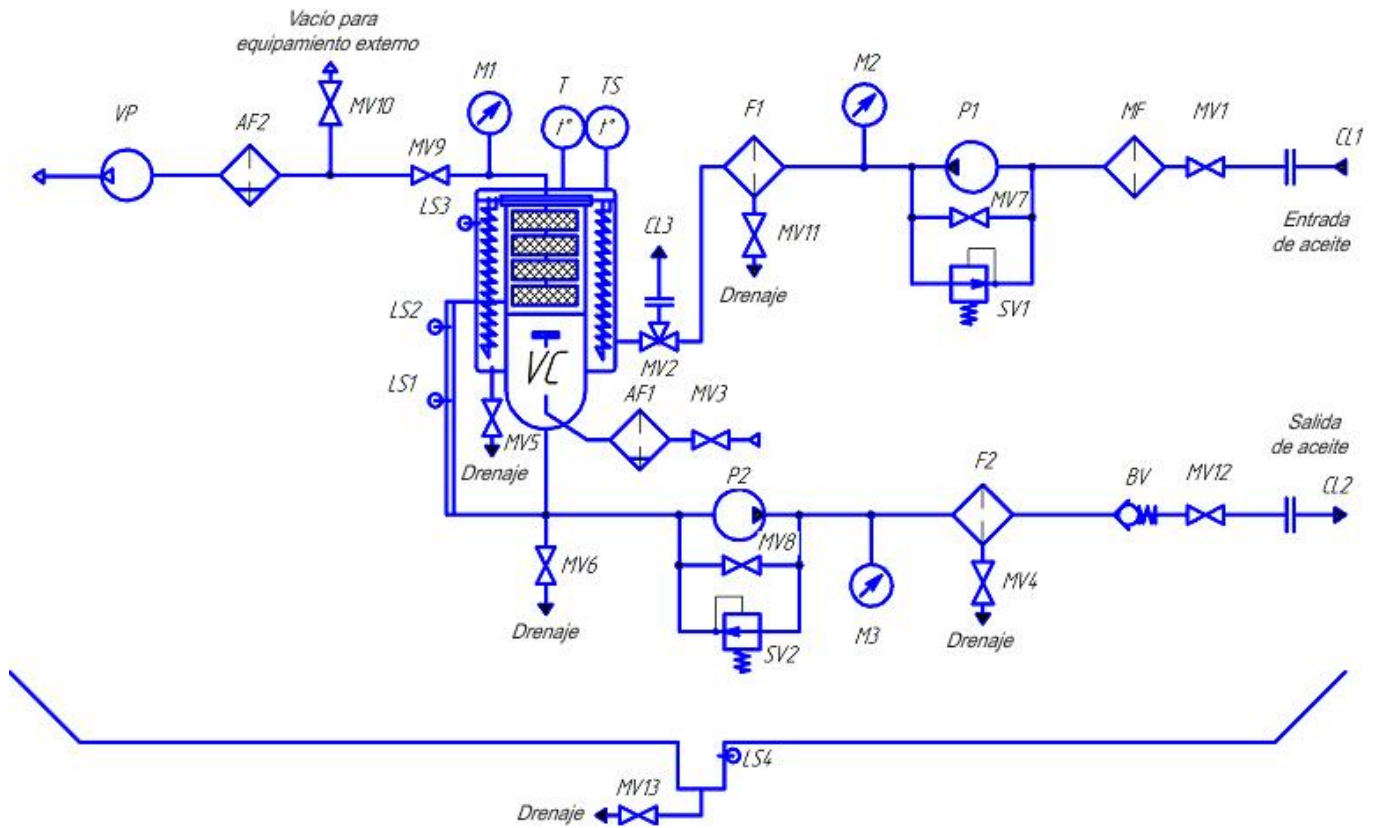 Vacío para
equipamiento externo
M1
T
TS
M2
VP
AF2
MV10
MV9
t°
t°
F1
P1
MF
MV1
CL1
LS3
CL3
MV7
MV11
Entrada
de aceite
Drenaje
SV1
LS2
MV2
VC
LS1
AF1
MV3
MV5
Drenaje
Salida
de aceite
P2
F2
BV
MV12
CL2
MV8
MV6
MV4
Drenaje
SV2
M3
Drenaje
LS4
MV13
Drenaje